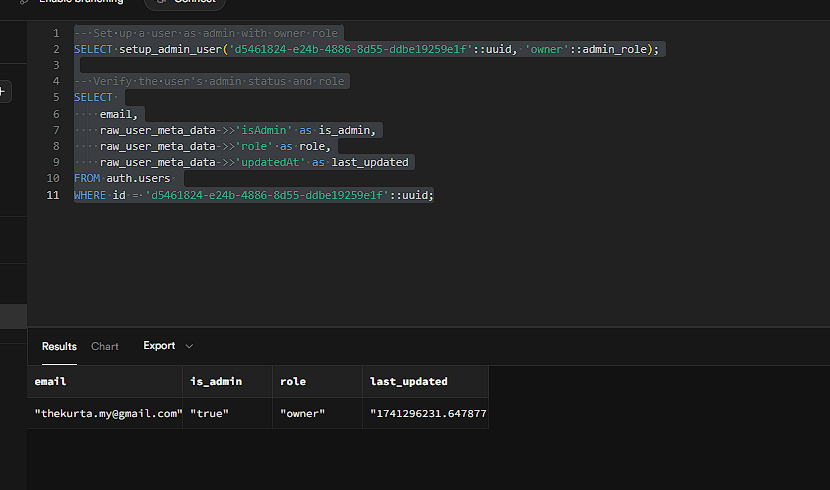 Enable branching Connect
1 -- Set up a user as admin with owner role
2 SELECT setup_admin_user('d5461824-e24b-4886-8d55-ddbe19259e1f'::uuid, 'owner'::admin_role);
3
4 -- Verify the user's admin status and role
5 SELECT
6 email,
7 raw_user_meta_data->>'isAdmin' as is_admin,
8 raw_user_meta_data->>'role' as role,
9 raw_user_meta_data->>'updatedAt' as last_updated
10 FROM auth.users
11 WHERE id = 'd5461824-e24b-4886-8d55-ddbe19259e1f'::uuid;
Results Chart Export
email is_admin role last_updated
"thekurta.my@gmail.com" "true" "owner" "1741296231.647877